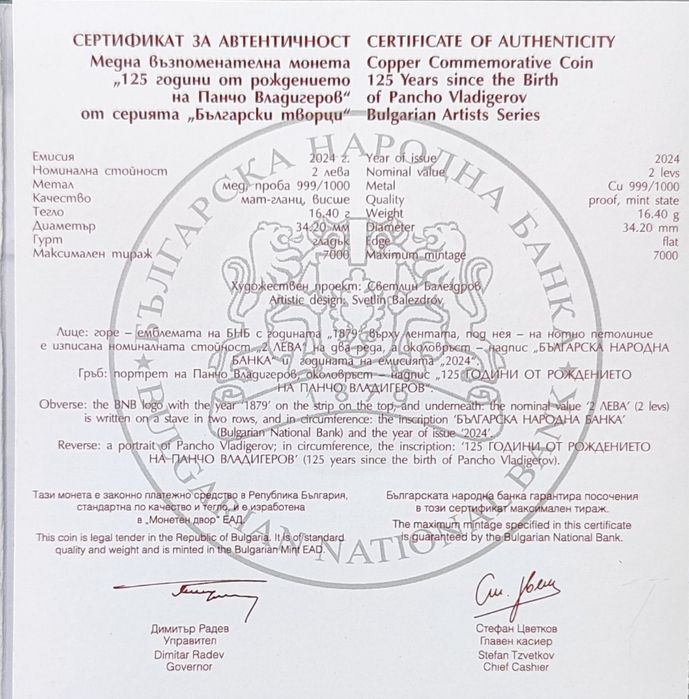 СЕРТИФИКАТ ЗА АВТЕНТИЧНОСТ
Медна възпоменателна монета
„125 години от рождението
на Панчо Владигеров“
от серията „Български творци“
CERTIFICATE OF AUTHENTICITY
Copper Commemorative Coin
125 Years since the Birth
of Pancho Vladigerov
Bulgarian Artists Series
Емисия 2024 г.
Номинална стойност 2 лева
Метал мед, проба 999/1000
Качество мат-гланц, висше
Тегло 16.40 г
Диаметър 34.20 мм
Гурт гладък
Максимален тираж 7000
Year of issue 2024
Nominal value 2 levs
Metal Cu 999/1000
Quality proof, mint state
Weight 16.40 g
Diameter 34.20 mm
Edge flat
Maximum mintage 7000
Художествен проект: Светлин Балездров
Artistic design: Svetlin Balezdrov
Лице: горе – емблемата на БНБ с годината „1879“ върху лентата, под нея – на нотно петолиние
е изписана номиналната стойност „2 ЛЕВА“ на два реда, а околовръст – надпис „БЪЛГАРСКА НАРОДНА
БАНКА“ и годината на емисията „2024“.
Гръб: портрет на Панчо Владигеров, околовръст – надпис „125 ГОДИНИ ОТ РОЖДЕНИЕТО
НА ПАНЧО ВЛАДИГЕРОВ“.
Obverse: the BNB logo with the year ‘1879’ on the strip on the top, and underneath: the nominal value ‘2 ЛЕВА’ (2 levs)
is written on a stave in two rows, and in circumference: the inscription ‘БЪЛГАРСКА НАРОДНА БАНКА’
(Bulgarian National Bank) and the year of issue ‘2024’.
Reverse: a portrait of Pancho Vladigerov; in circumference, the inscription: ‘125 ГОДИНИ ОТ РОЖДЕНИЕТО
НА ПАНЧО ВЛАДИГЕРОВ’ (125 years since the birth of Pancho Vladigerov).
Тази монета е законно платежно средство в Република България,
стандартна по качество и тегло, и е изработена
в „Монетен двор“ ЕАД.
This coin is legal tender in the Republic of Bulgaria. It is of standard
quality and weight and is minted in the Bulgarian Mint EAD.
Българската народна банка гарантира посочения
в този сертификат максимален тираж.
The maximum mintage specified in this certificate
is guaranteed by the Bulgarian National Bank.
Димитър Радев
Управител
Dimitar Radev
Governor
Стефан Цветков
Главен касиер
Stefan Tzvetkov
Chief Cashier
БЪЛГАРСКА НАРОДНА БАНКА
BULGARIAN NATIONAL BANK
1879